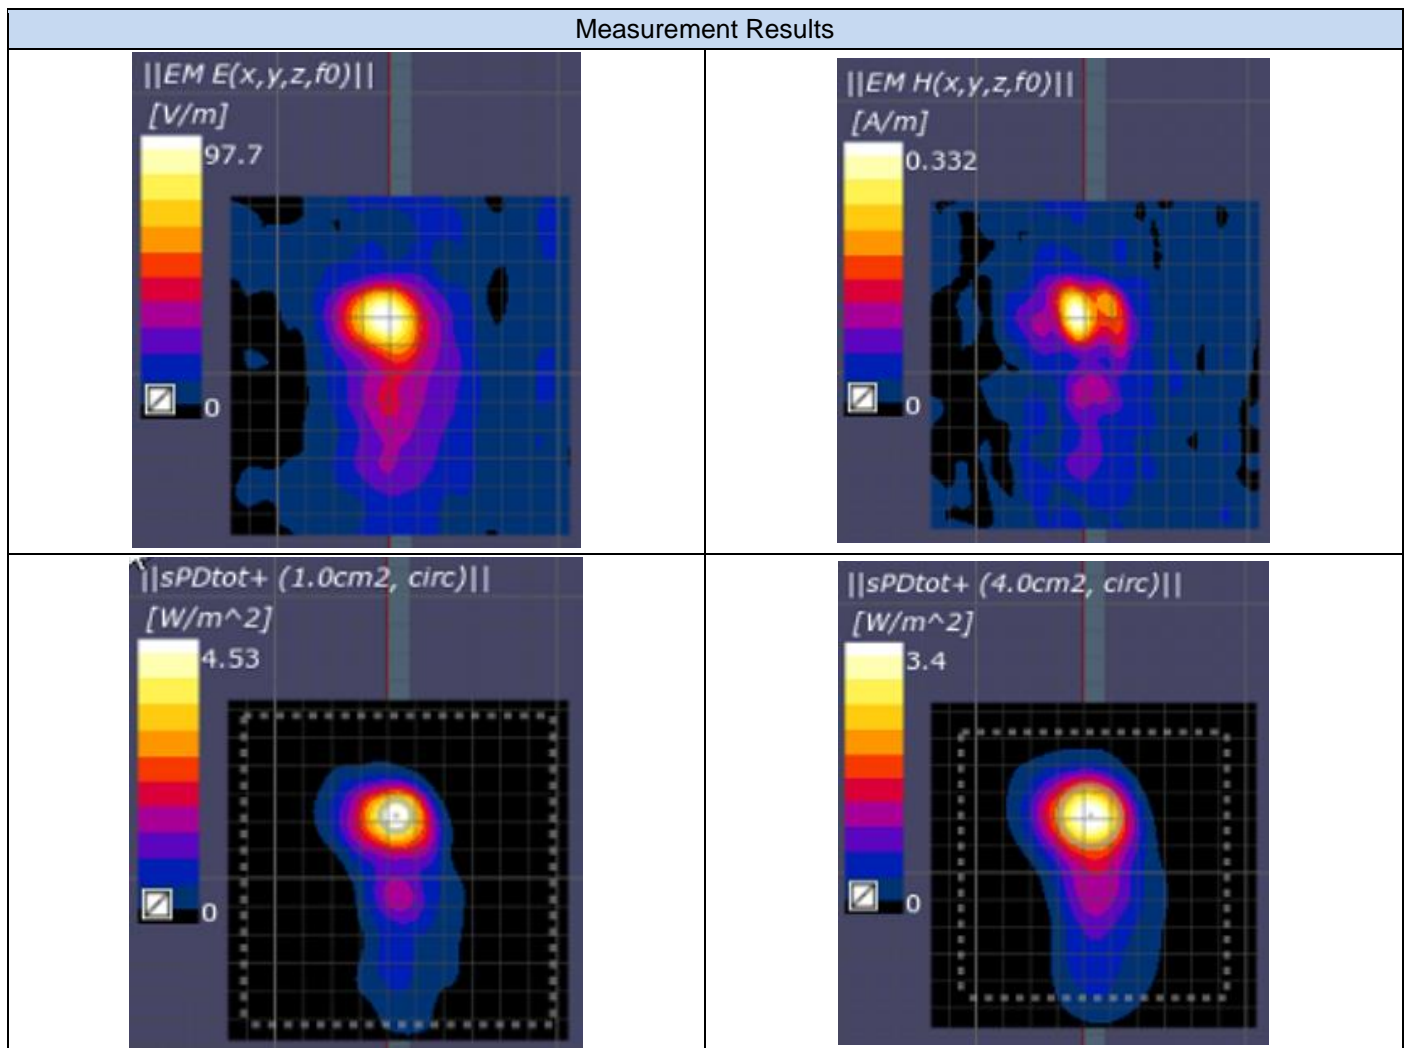 Measurement Results
||EM E(x,y,z,f0)||
[V/m]
97.7
0
||EM H(x,y,z,f0)||
[A/m]
0.332
0
||sPDtot+ (1.0cm2, circ)||
[W/m^2]
4.53
0
||sPDtot+ (4.0cm2, circ)||
[W/m^2]
3.4
0